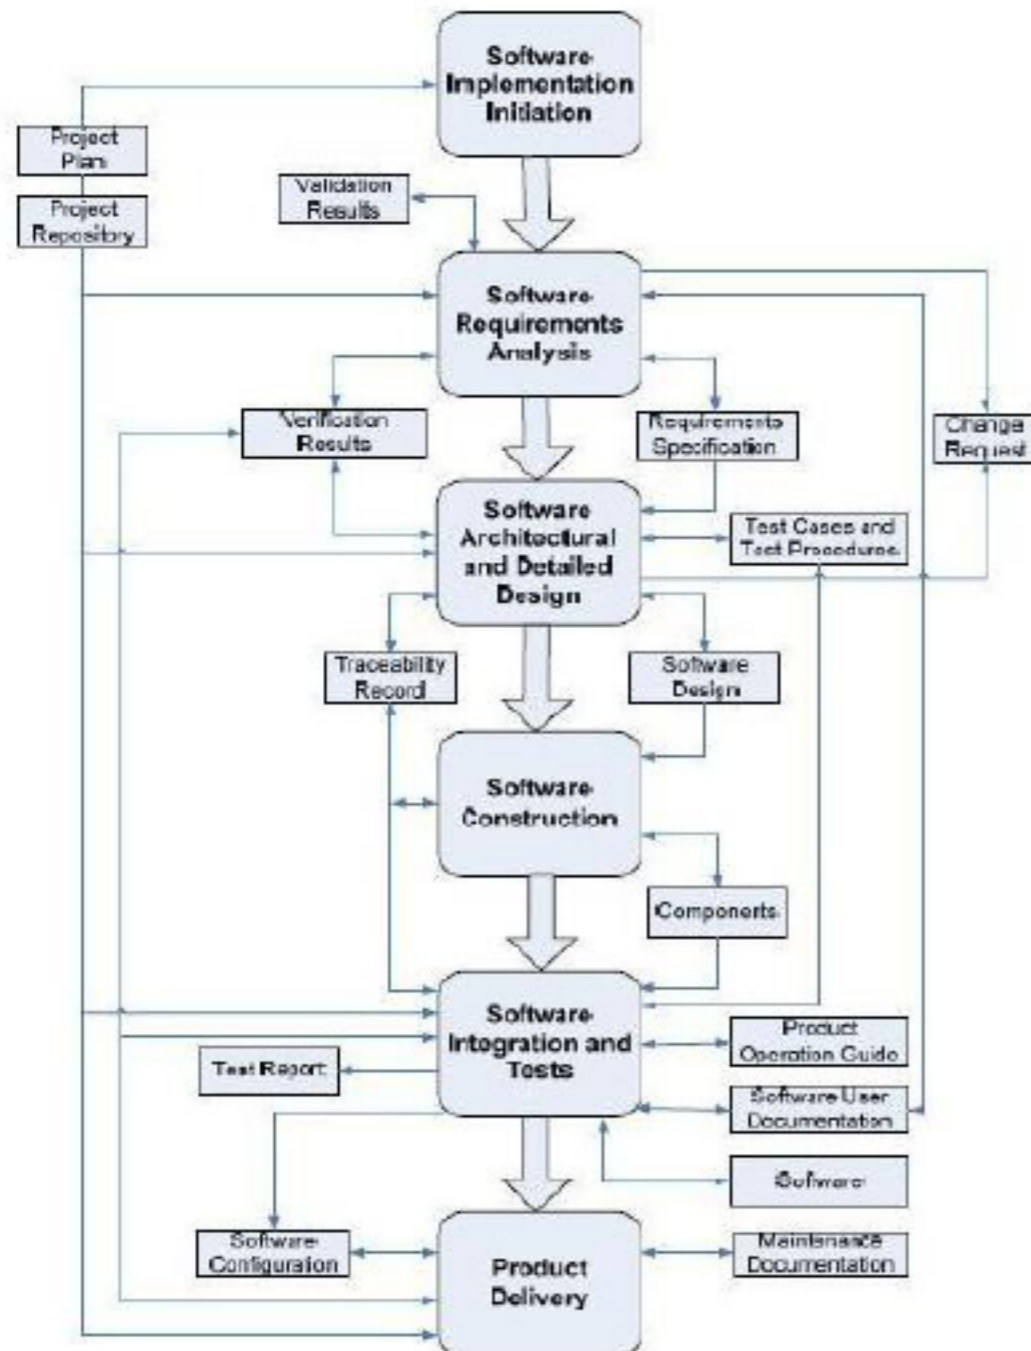 Software
Implementation
Initiation
Project
Plan
Validation
Results
Project
Repository
Software
Requirements
Analysis
Verification
Results
Requirements
Specification
Change
Request
Software
Architectural
and Detailed
Design
Test Cases and
Test Procedures
Traceability
Record
Software
Design
Software
Construction
Components
Software
Integration and
Tests
Product
Operation Guide
Test Report
Software User
Documentation
Software
Software
Configuration
Product
Delivery
Maintenance
Documentation